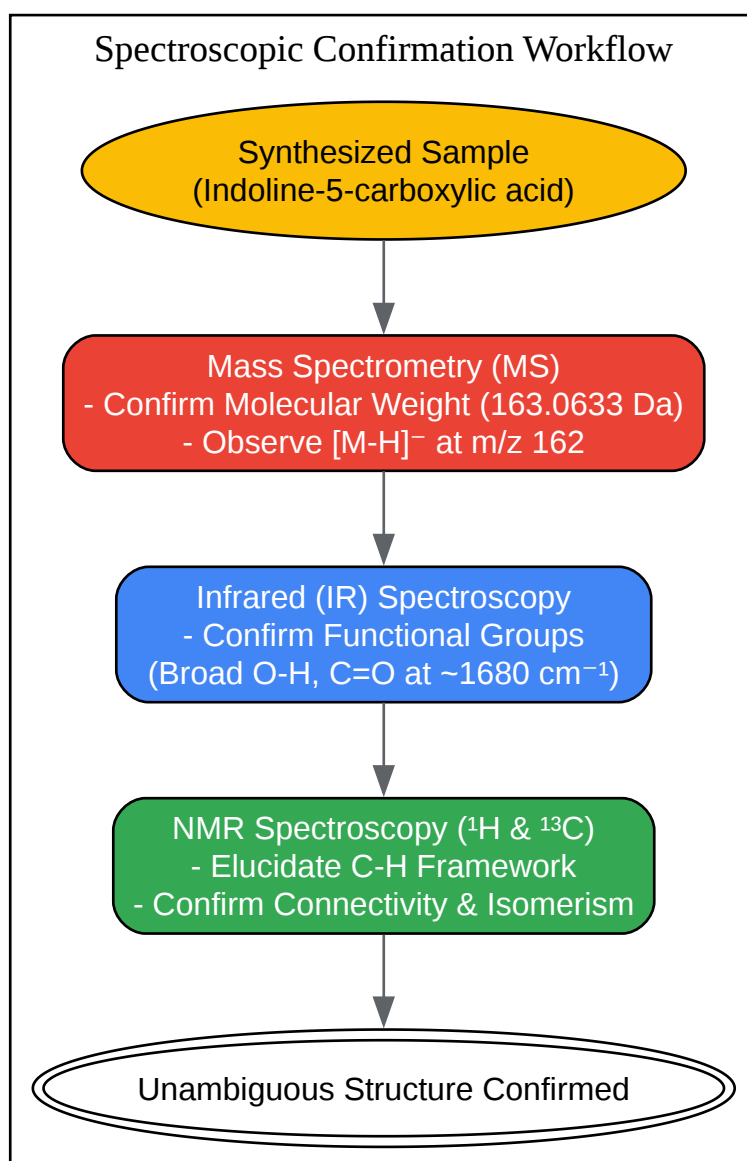 Spectroscopic Confirmation Workflow
Synthesized Sample
(Indoline-5-carboxylic acid)
Mass Spectrometry (MS)
- Confirm Molecular Weight (163.0633 Da)
- Observe [M-H]⁻ at m/z 162
Infrared (IR) Spectroscopy
- Confirm Functional Groups
(Broad O-H, C=O at ~1680 cm⁻¹)
NMR Spectroscopy (¹H & ¹³C)
- Elucidate C-H Framework
- Confirm Connectivity & Isomerism
Unambiguous Structure Confirmed